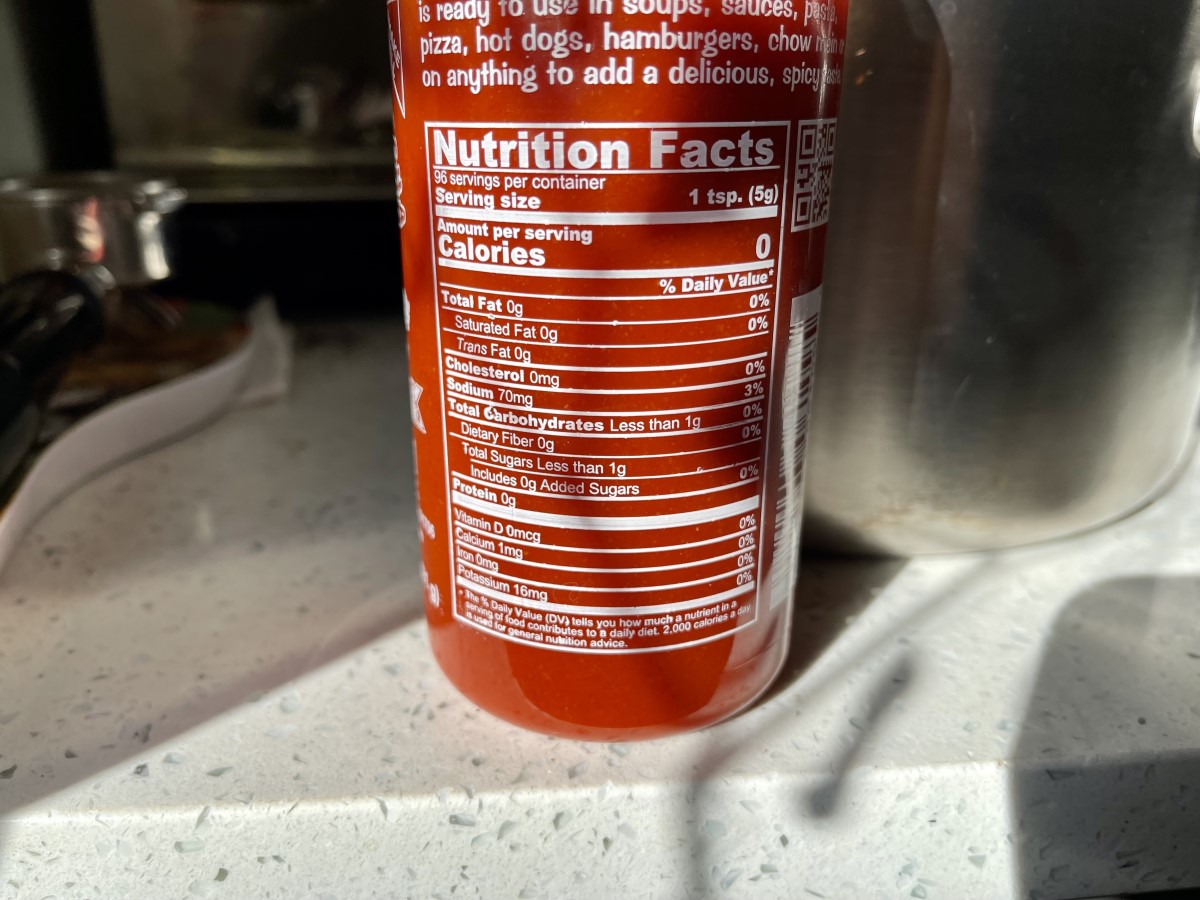 is ready to use in soups, sauces, pasta,
pizza, hot dogs, hamburgers, chow mein or
on anything to add a delicious, spicy taste.
Nutrition Facts
96 servings per container
Serving size 1 tsp. (5g)
Amount per serving
Calories 0
% Daily Value*
Total Fat 0g 0%
Saturated Fat 0g 0%
Trans Fat 0g
Cholesterol 0mg 0%
Sodium 70mg 3%
Total Carbohydrates Less than 1g 0%
Dietary Fiber 0g 0%
Total Sugars Less than 1g
Includes 0g Added Sugars 0%
Protein 0g
Vitamin D 0mcg 0%
Calcium 1mg 0%
Iron 0mg 0%
Potassium 16mg 0%
* The % Daily Value (DV) tells you how much a nutrient in a
serving of food contributes to a daily diet. 2,000 calories a day
is used for general nutrition advice.